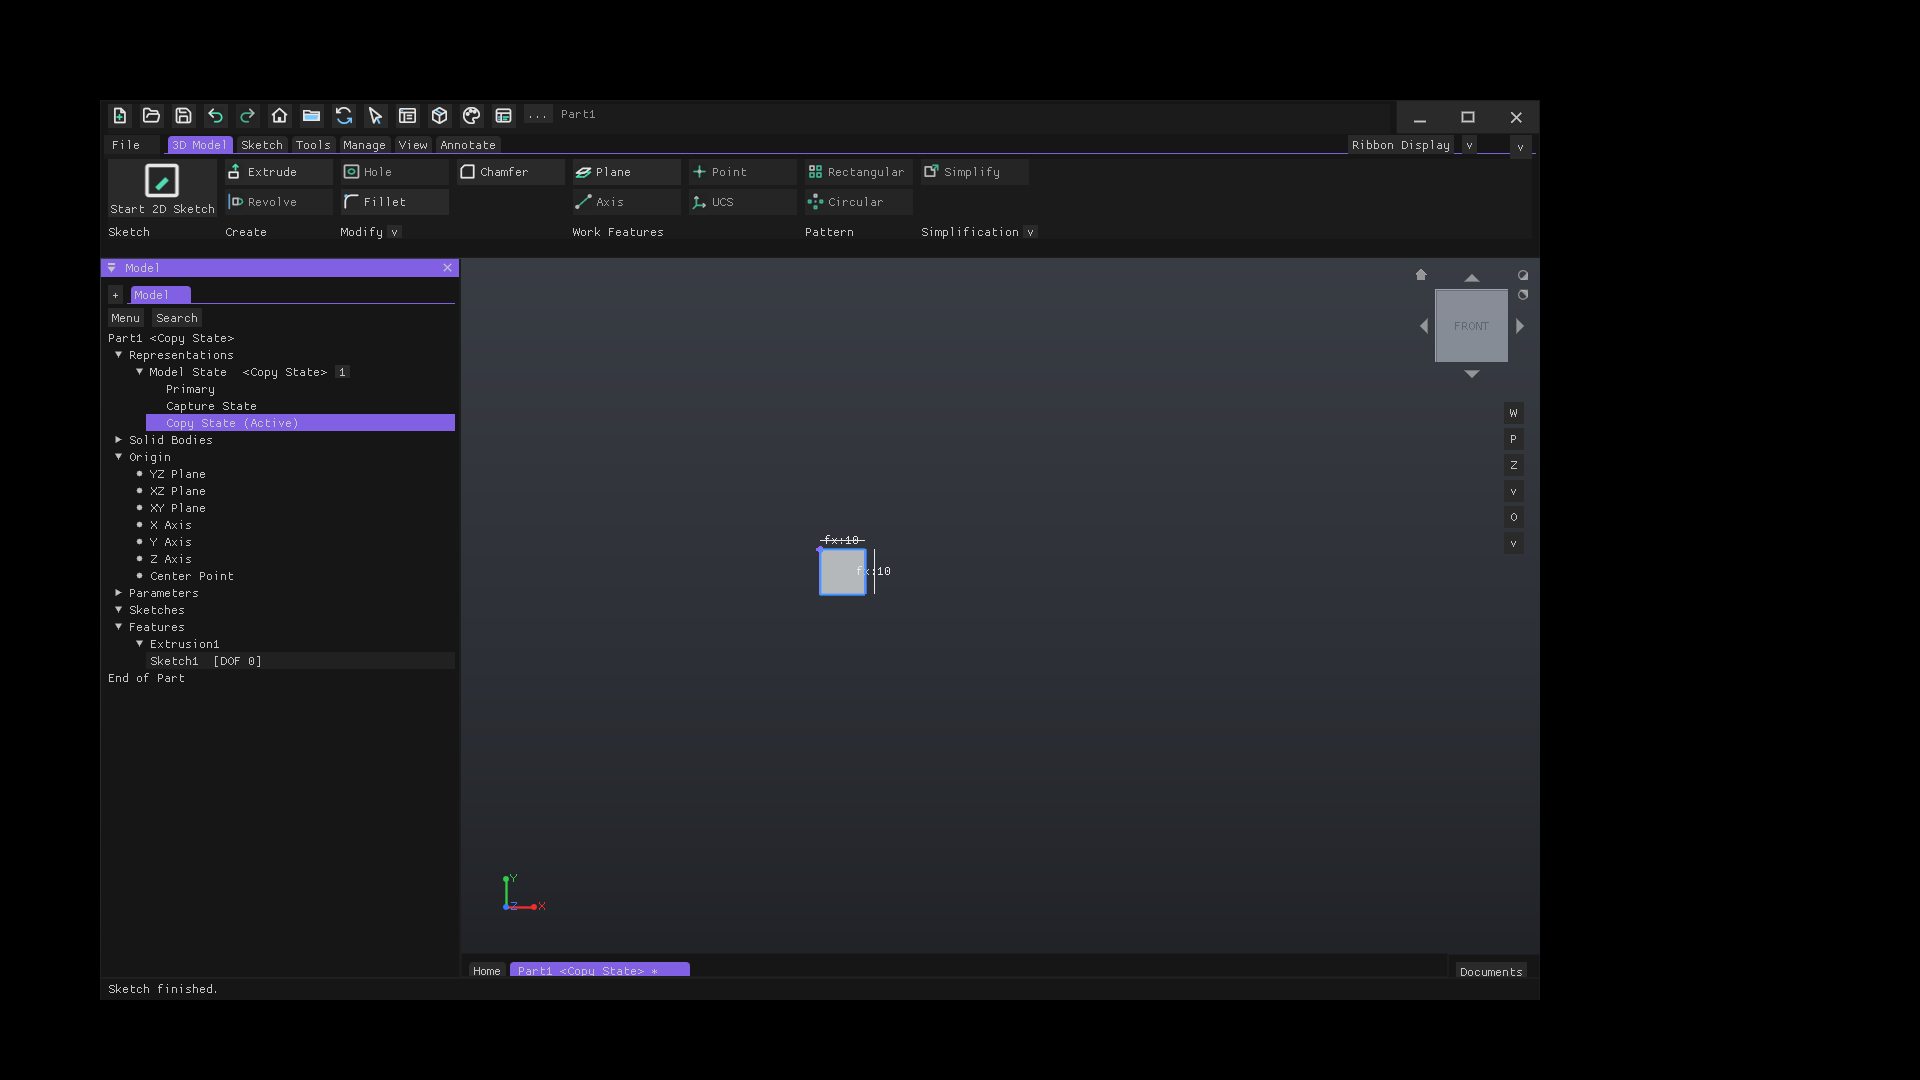 ... Part1
File 3D Model Sketch Tools Manage View Annotate Ribbon Display v v
Extrude Hole Chamfer Plane Point Rectangular Simplify
Start 2D Sketch Revolve Fillet Axis UCS Circular
Sketch Create Modify v Work Features Pattern Simplification v
Model
+ Model
Menu Search
Part1 <Copy State>
Representations
Model State <Copy State> 1
Primary
Capture State
Copy State (Active)
Solid Bodies
Origin
YZ Plane
XZ Plane
XY Plane
X Axis
Y Axis
Z Axis
Center Point
Parameters
Sketches
Features
Extrusion1
Sketch1 [DOF 0]
End of Part
FRONT
W
P
Z
v
O
v
fx:10
fx:10
Y
Z X
Home Part1 <Copy State> * Documents
Sketch finished.